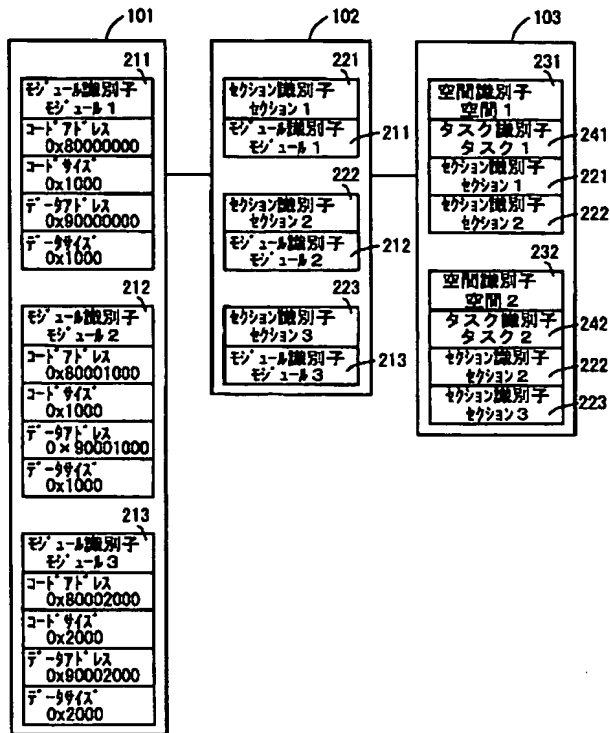 101
211
モジュール識別子
モジュール1
コードアドレス
0x80000000
コードサイズ
0x1000
データアドレス
0x90000000
データサイズ
0x1000
212
モジュール識別子
モジュール2
コードアドレス
0x80001000
コードサイズ
0x1000
データアドレス
0×90001000
データサイズ
0x1000
213
モジュール識別子
モジュール3
コードアドレス
0x80002000
コードサイズ
0x2000
データアドレス
0x90002000
データサイズ
0x2000
102
221
セクション識別子
セクション1
モジュール識別子
モジュール1
211
222
セクション識別子
セクション2
モジュール識別子
モジュール2
212
223
セクション識別子
セクション3
モジュール識別子
モジュール3
213
103
231
空間識別子
空間1
タスク識別子
タスク1
241
セクション識別子
セクション1
221
セクション識別子
セクション2
222
232
空間識別子
空間2
タスク識別子
タスク2
242
セクション識別子
セクション2
222
セクション識別子
セクション3
223